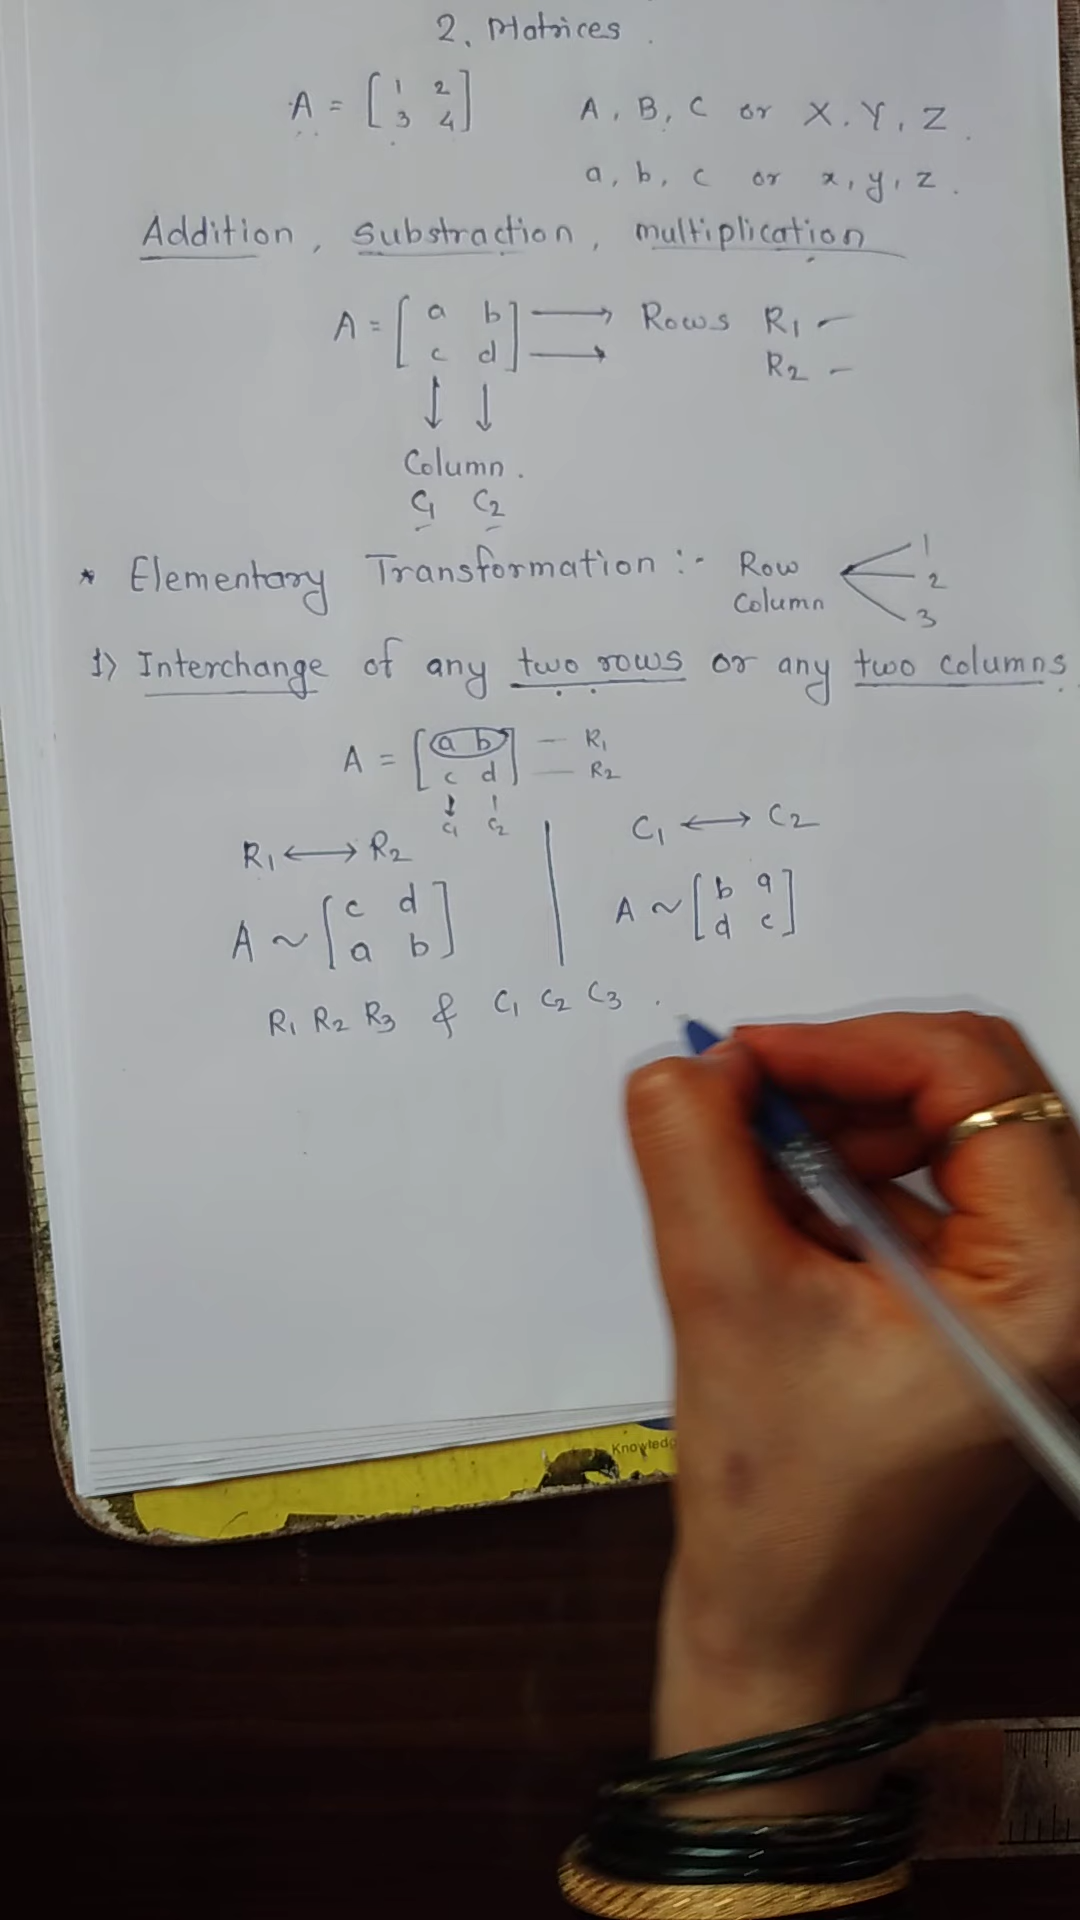 2. Matrices.
A = [ 1 2
3 4 ]
A, B, C or X, Y, Z.
a, b, c or x, y, z.
Addition, Substraction, multiplication
A = [ a b
c d ]
Rows R1 -
R2 -
Column.
C1 C2
* Elementary Transformation :- Row
Column
1
2
3
1) Interchange of any two rows or any two columns.
A = [ a b ] — R1
[ c d ] — R2
C1 C2
R1 ⟷ R2
C1 ⟷ C2
A ~ [ c d
a b ]
A ~ [ b a
d c ]
R1 R2 R3 & C1 C2 C3.